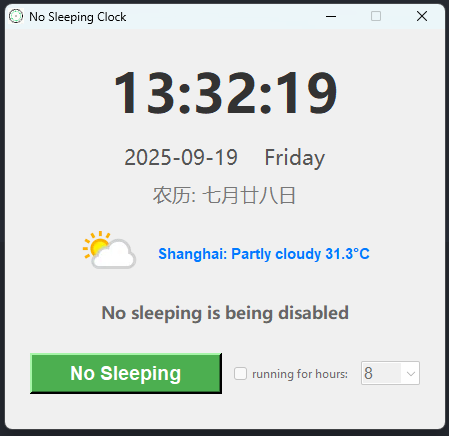 No Sleeping Clock
13:32:19
2025-09-19 Friday
农历: 七月廿八日
Shanghai: Partly cloudy 31.3°C
No sleeping is being disabled
No Sleeping running for hours: 8